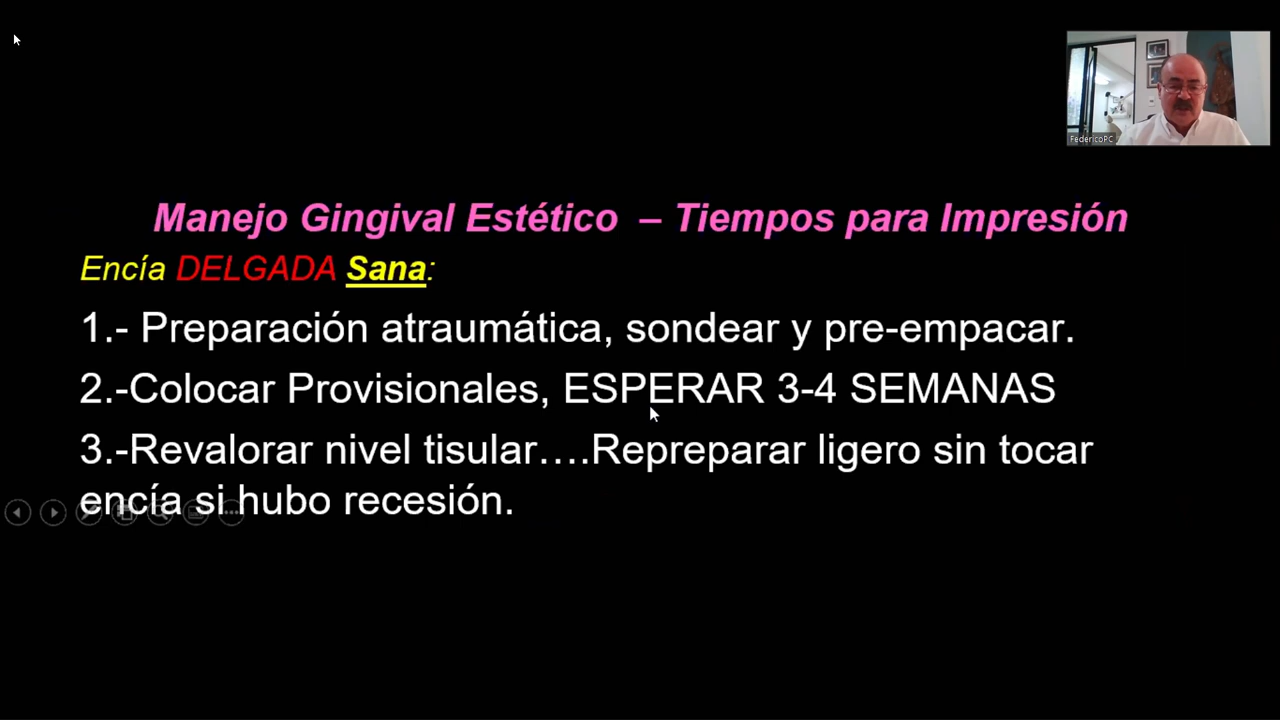 FedericoPC
Manejo Gingival Estético – Tiempos para Impresión
Encía DELGADA Sana:
1.- Preparación atraumática, sondear y pre-empacar.
2.-Colocar Provisionales, ESPERAR 3-4 SEMANAS
3.-Revalorar nivel tisular….Repreparar ligero sin tocar
encía si hubo recesión.